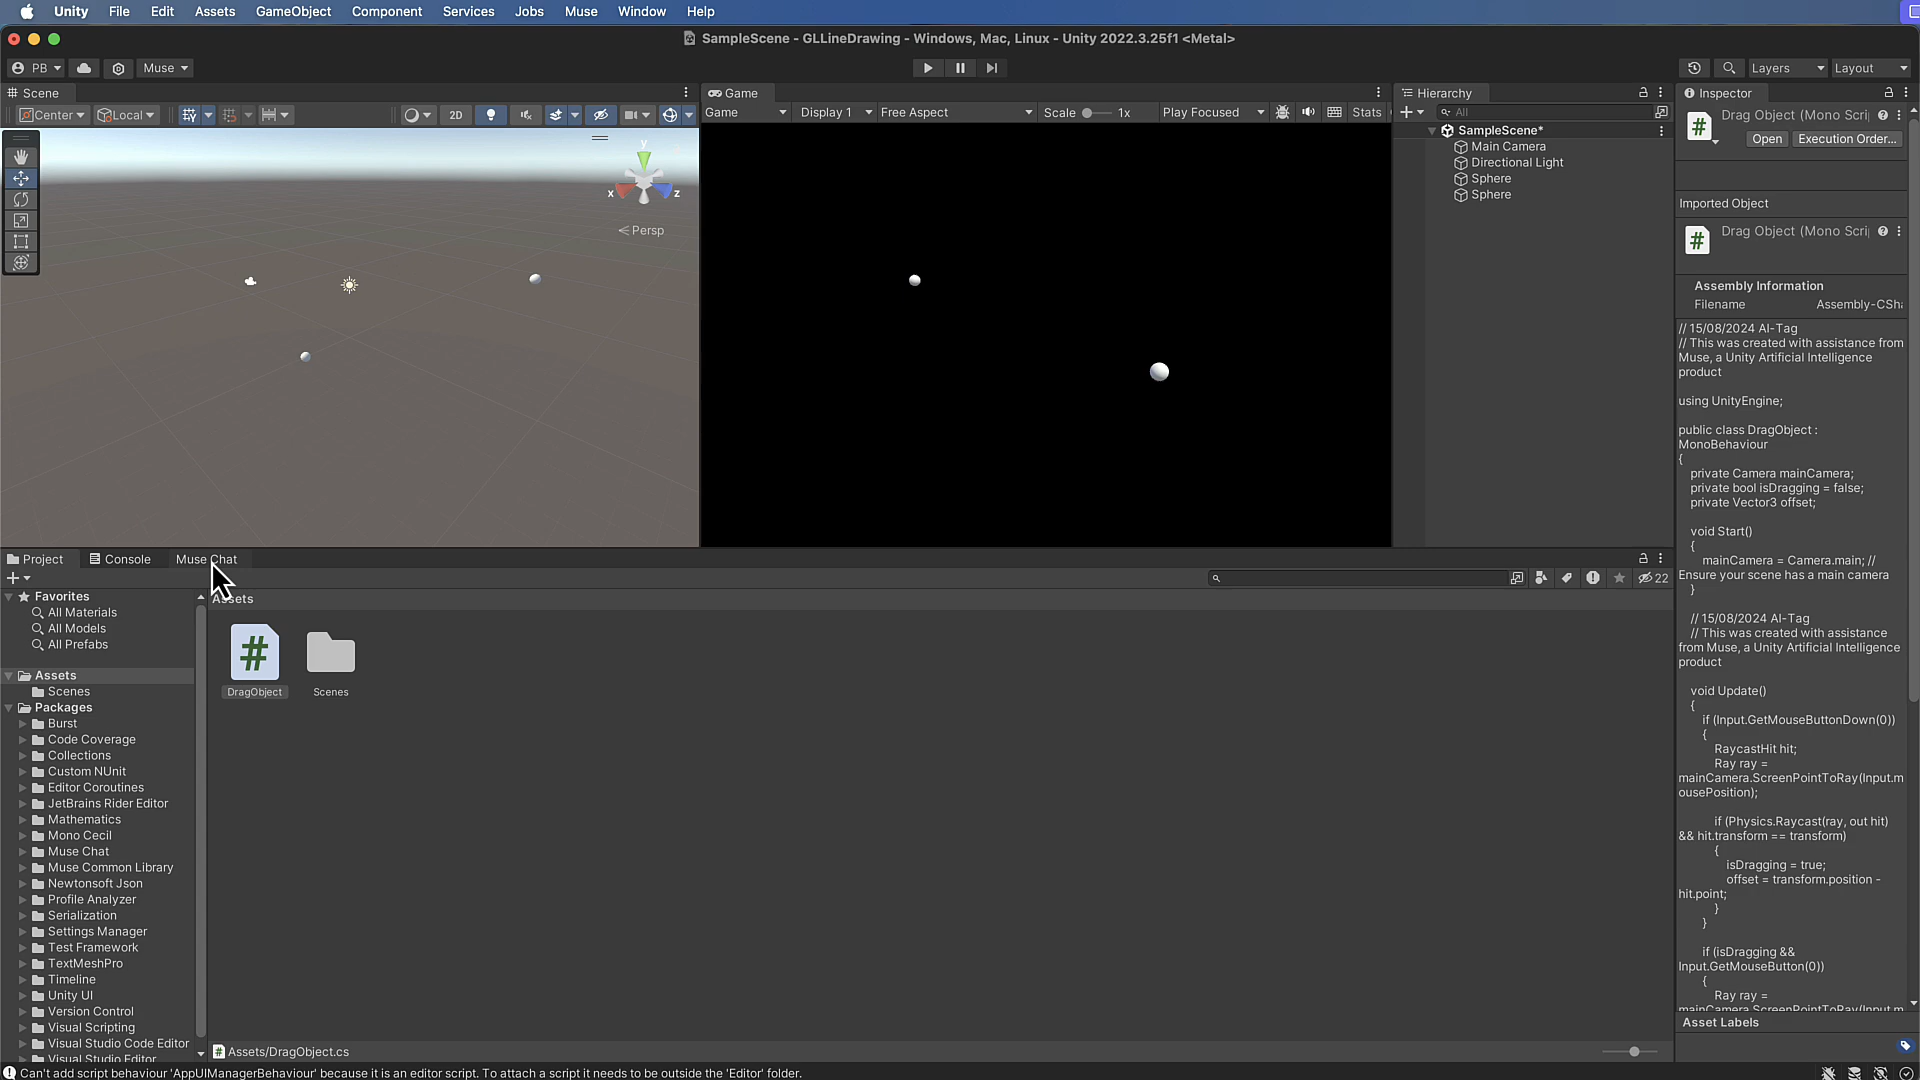 Unity File Edit Assets GameObject Component Services Jobs Muse Window Help
SampleScene - GLLineDrawing - Windows, Mac, Linux - Unity 2022.3.25f1 <Metal>
PB Muse Layers Layout
Scene
Center Local 2D
y
x z
Persp
Game
Game Display 1 Free Aspect Scale 1x Play Focused Stats
Hierarchy
All
SampleScene*
Main Camera
Directional Light
Sphere
Sphere
Inspector
Drag Object (Mono Scri
Open Execution Order...
Imported Object
Drag Object (Mono Scri
Assembly Information
Filename Assembly-CSha
// 15/08/2024 AI-Tag
// This was created with assistance from
Muse, a Unity Artificial Intelligence
product
using UnityEngine;
public class DragObject :
MonoBehaviour
{
private Camera mainCamera;
private bool isDragging = false;
private Vector3 offset;
void Start()
{
mainCamera = Camera.main; //
Ensure your scene has a main camera
}
// 15/08/2024 AI-Tag
// This was created with assistance
from Muse, a Unity Artificial Intelligence
product
void Update()
{
if (Input.GetMouseButtonDown(0))
{
RaycastHit hit;
Ray ray =
mainCamera.ScreenPointToRay(Input.m
ousePosition);
if (Physics.Raycast(ray, out hit)
&& hit.transform == transform)
{
isDragging = true;
offset = transform.position -
hit.point;
}
}
if (isDragging &&
Input.GetMouseButton(0))
{
Ray ray =
mainCamera.ScreenPointToRay(Input.m
Asset Labels
Project Console Muse Chat
22
Favorites
All Materials
All Models
All Prefabs
Assets
Scenes
Packages
Burst
Code Coverage
Collections
Custom NUnit
Editor Coroutines
JetBrains Rider Editor
Mathematics
Mono Cecil
Muse Chat
Muse Common Library
Newtonsoft Json
Profile Analyzer
Serialization
Settings Manager
Test Framework
TextMeshPro
Timeline
Unity UI
Version Control
Visual Scripting
Visual Studio Code Editor
Visual Studio Editor
Assets
DragObject
Scenes
Assets/DragObject.cs
Can't add script behaviour 'AppUIManagerBehaviour' because it is an editor script. To attach a script it needs to be outside the 'Editor' folder.